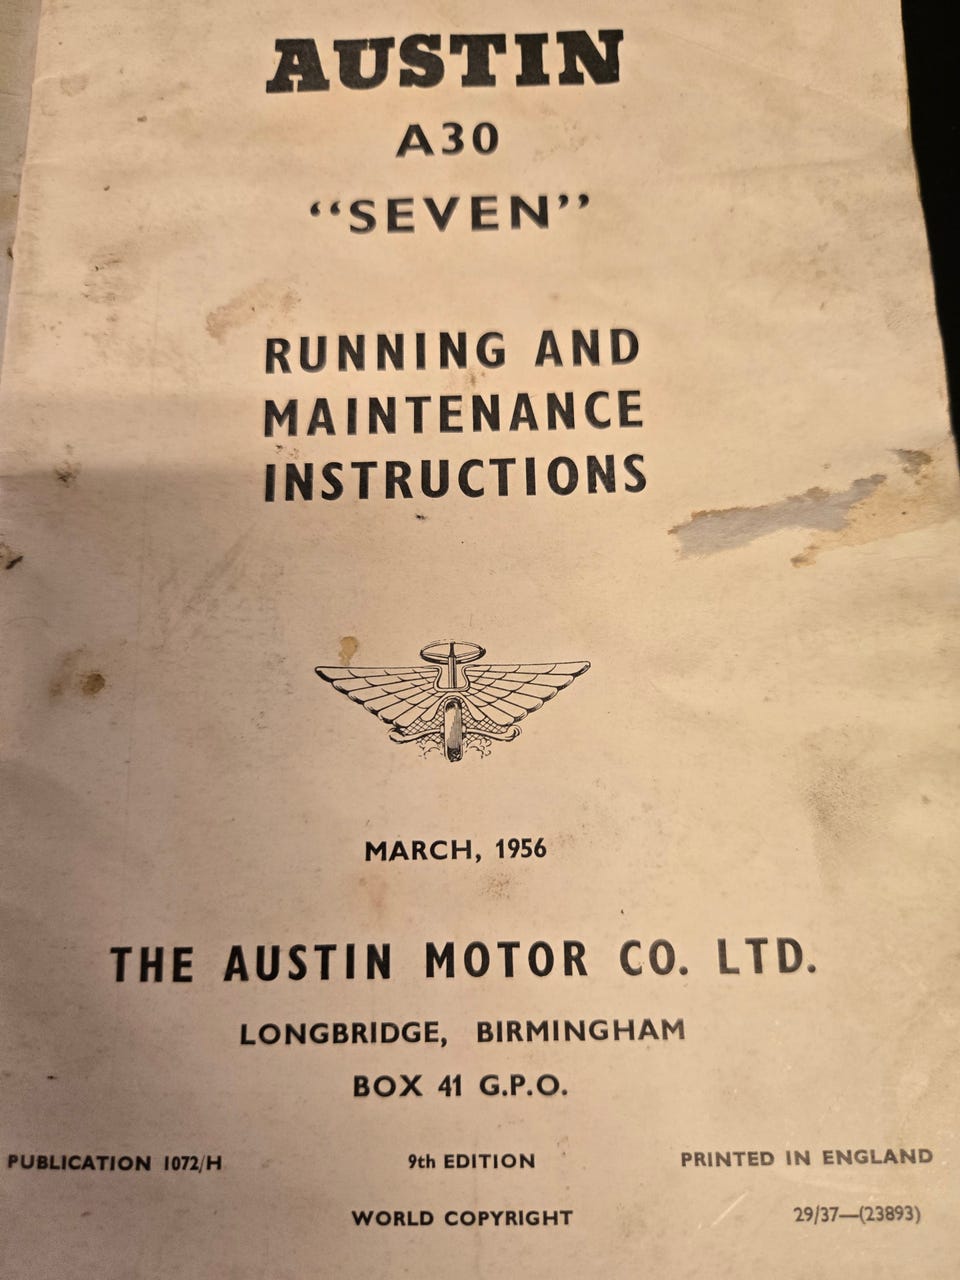 AUSTIN
A30
“SEVEN”
RUNNING AND
MAINTENANCE
INSTRUCTIONS
MARCH, 1956
THE AUSTIN MOTOR CO. LTD.
LONGBRIDGE, BIRMINGHAM
BOX 41 G.P.O.
PUBLICATION 1072/H 9th EDITION PRINTED IN ENGLAND
WORLD COPYRIGHT 29/37—(23893)